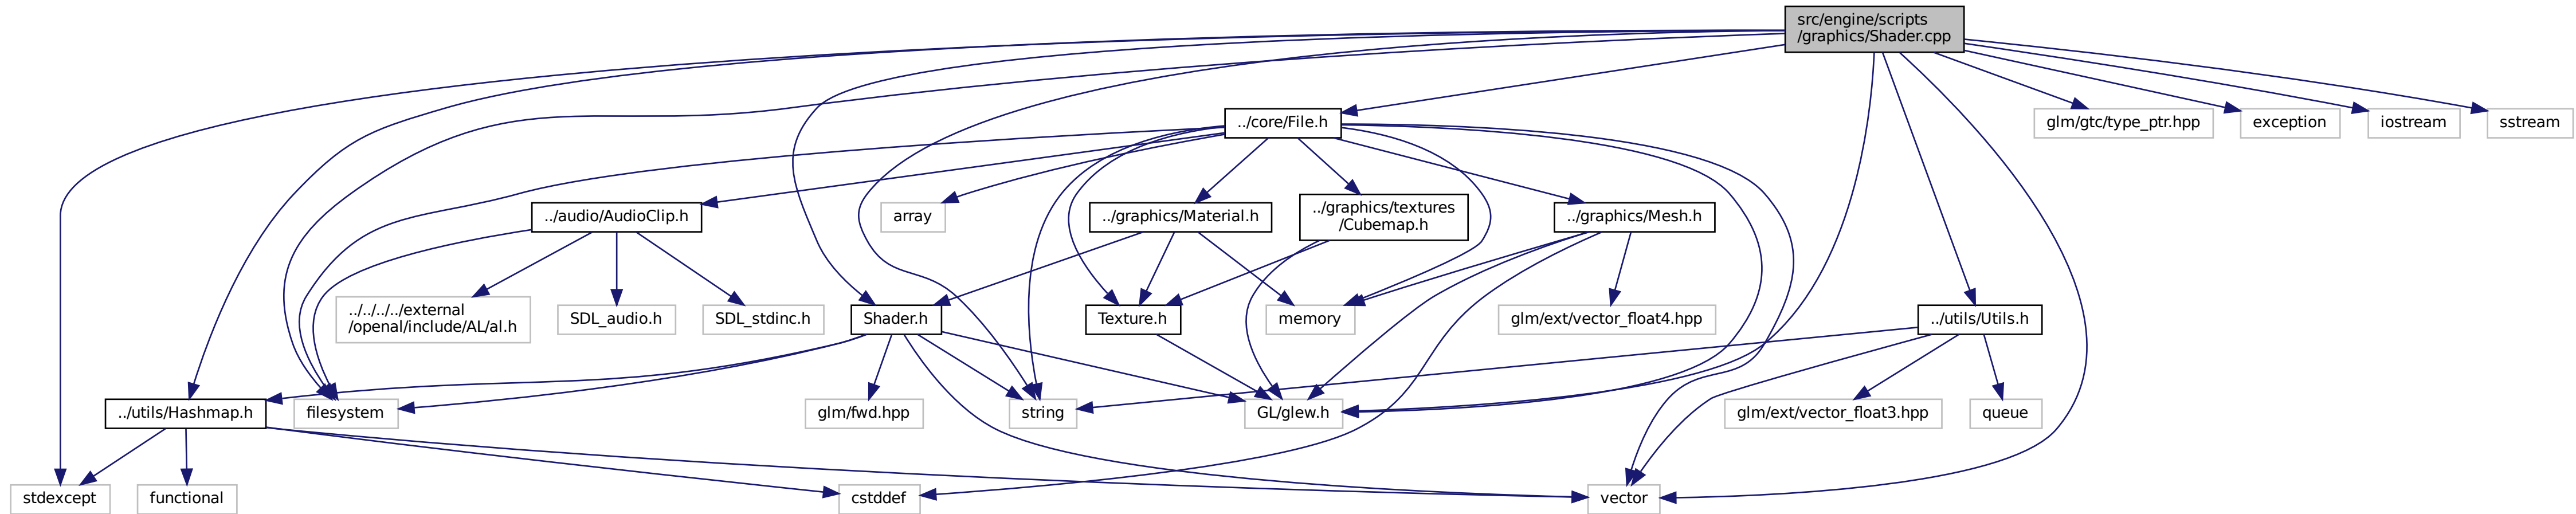 src/engine/scripts
/graphics/Shader.cpp
../core/File.h
glm/gtc/type_ptr.hpp
exception
iostream
sstream
../audio/AudioClip.h
array
../graphics/Material.h
../graphics/textures
/Cubemap.h
../graphics/Mesh.h
../../../../external
/openal/include/AL/al.h
SDL_audio.h
SDL_stdinc.h
Shader.h
Texture.h
memory
glm/ext/vector_float4.hpp
../utils/Utils.h
../utils/Hashmap.h
filesystem
glm/fwd.hpp
string
GL/glew.h
glm/ext/vector_float3.hpp
queue
stdexcept
functional
cstddef
vector